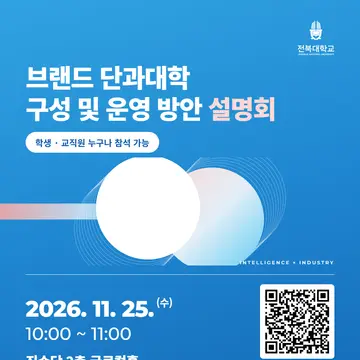 전북대학교
브랜드 단과대학
구성 및 운영 방안 설명회
학생 · 교직원 누구나 참석 가능
INTELLIGENCE + INDUSTRY
2026. 11. 25. (수)
10:00 ~ 11:00